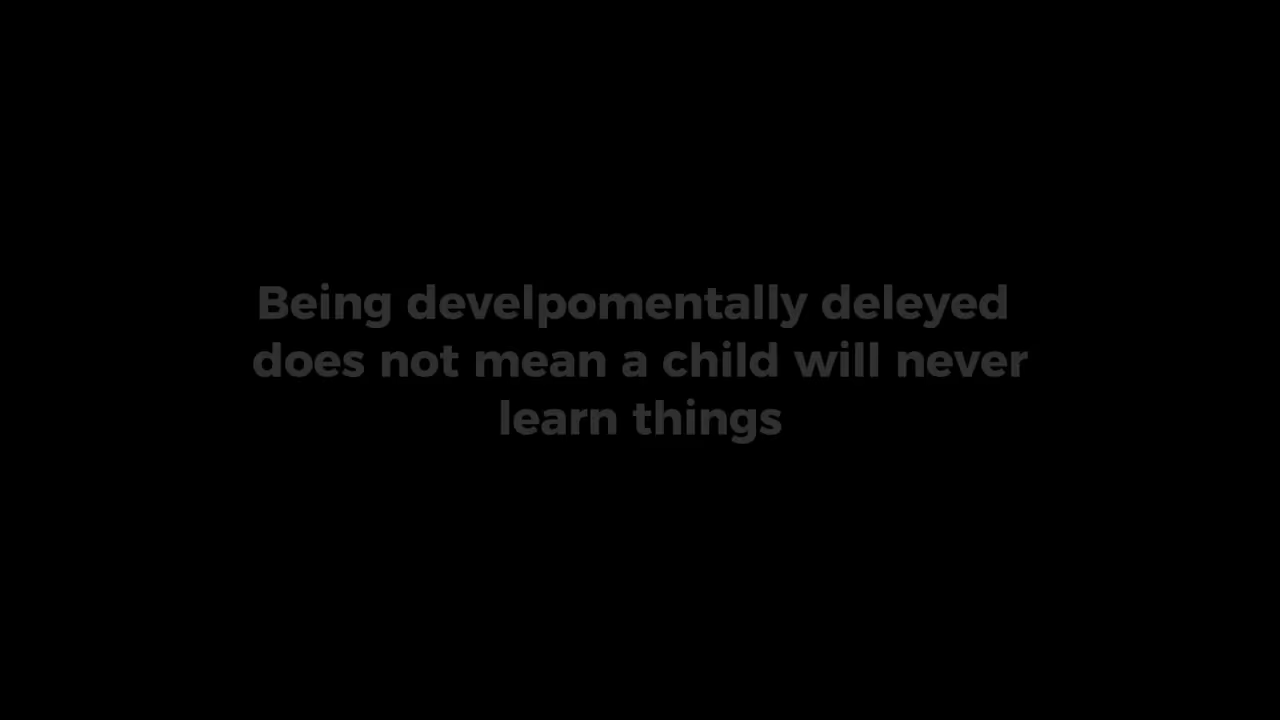 Being develpomentally deleyed
does not mean a child will never
learn things